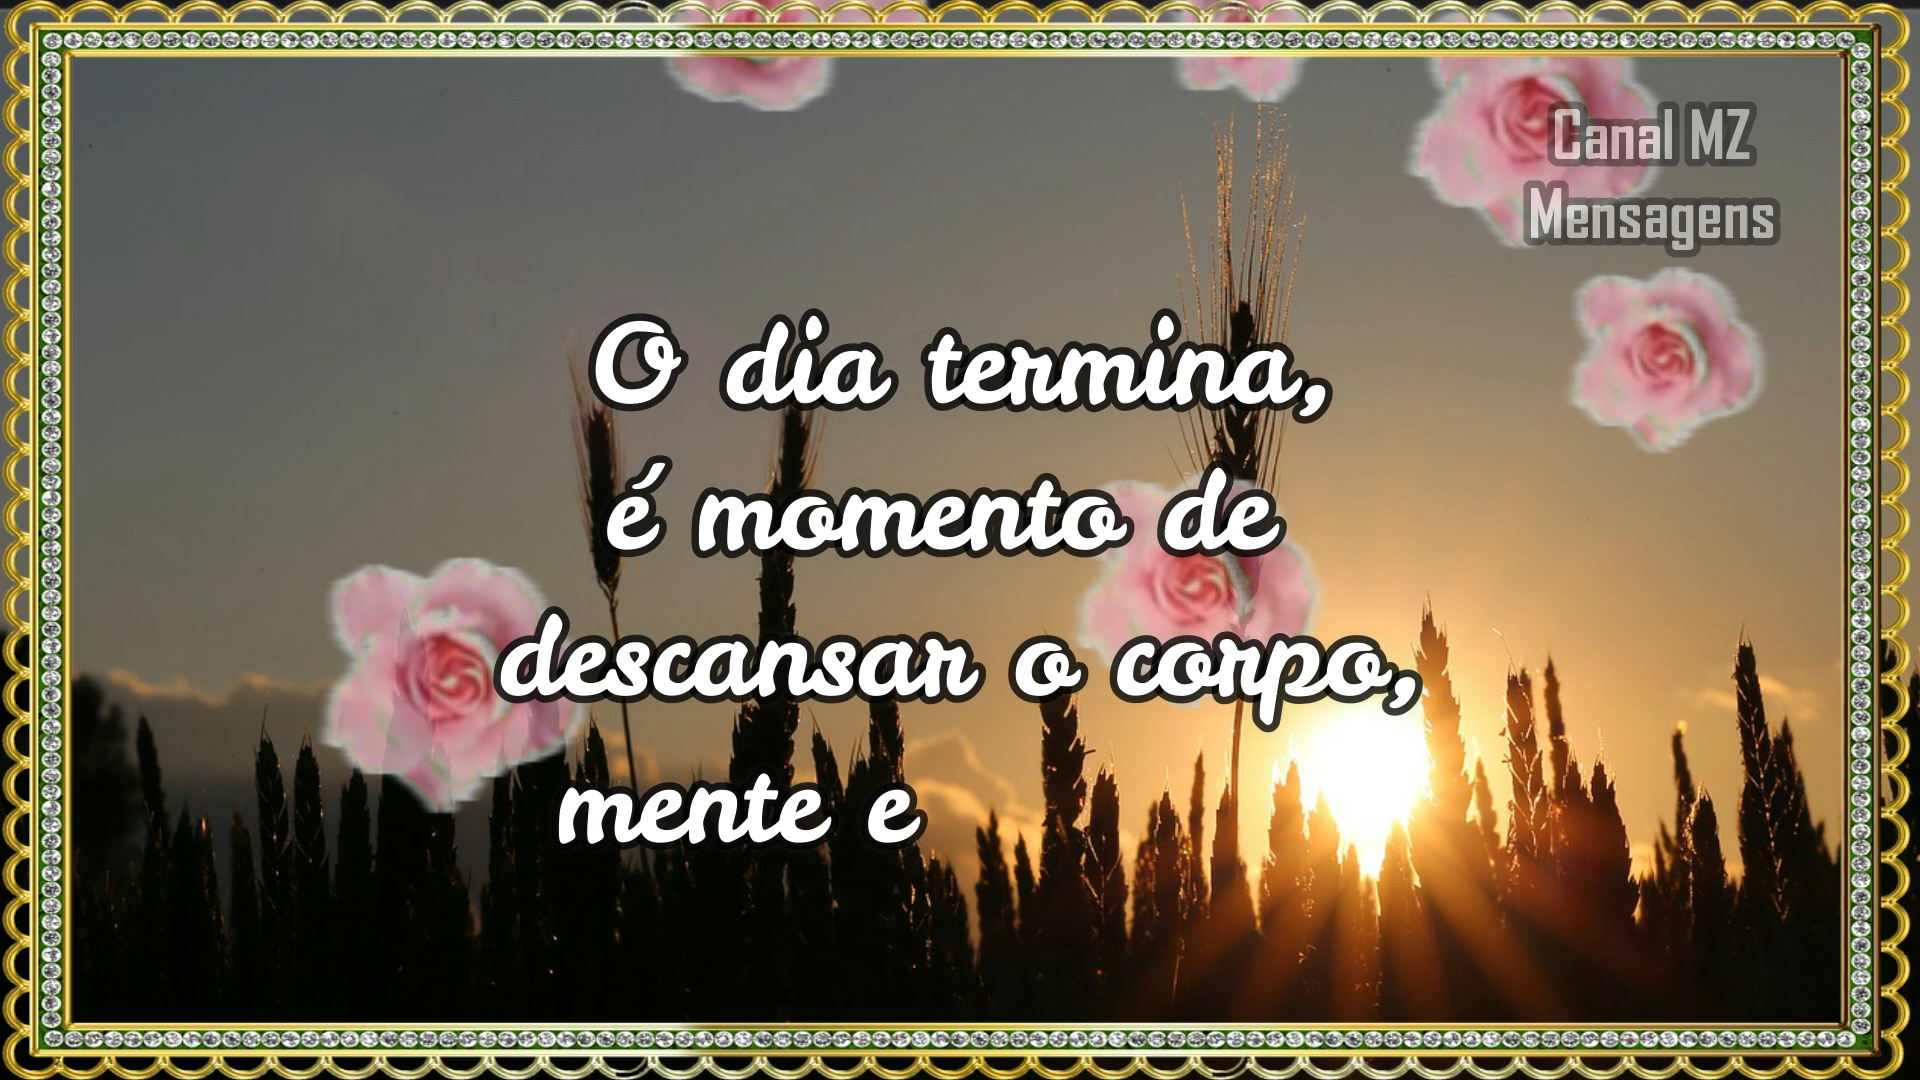 Canal MZ
Mensagens
O dia termina,
é momento de
descansar o corpo,
mente e